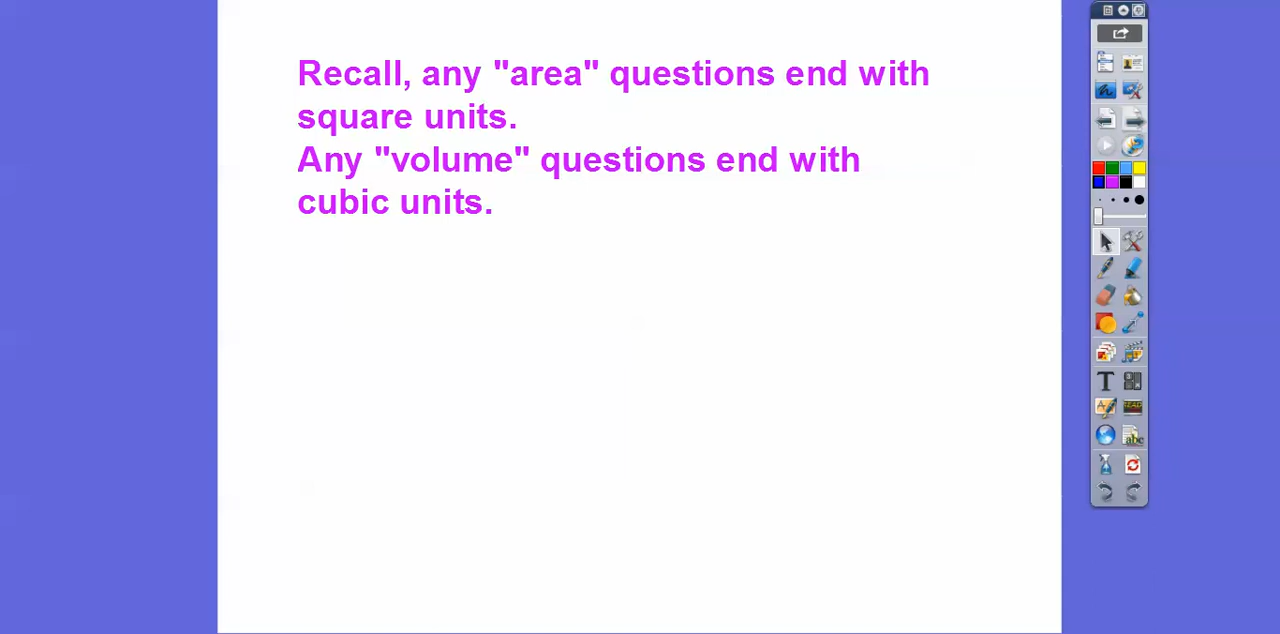 Recall, any "area" questions end with
square units.
Any "volume" questions end with
cubic units.